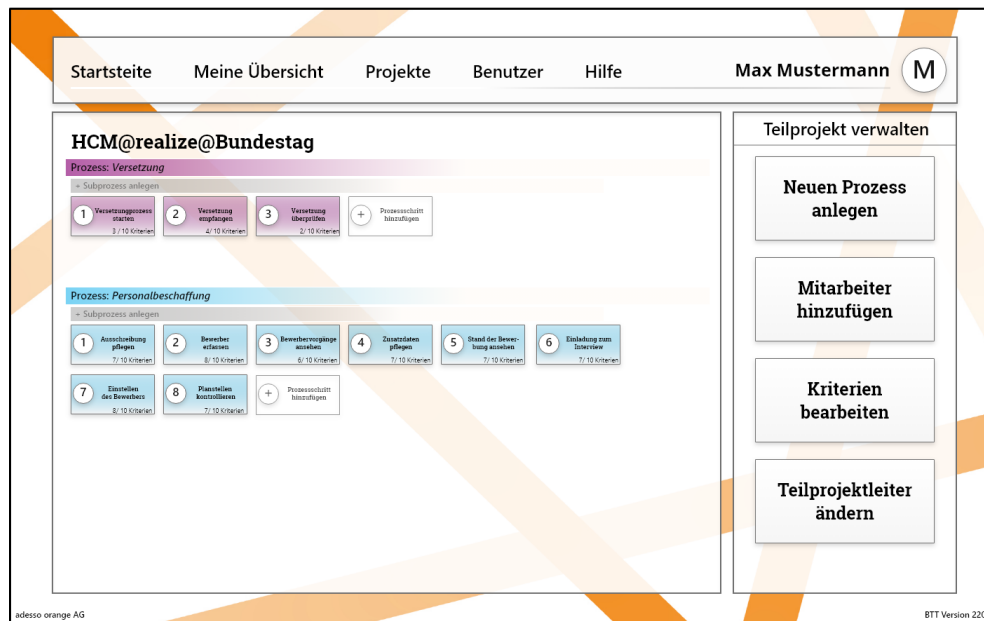 Startsteite Meine Übersicht Projekte Benutzer Hilfe Max Mustermann M
HCM@realize@Bundestag
Prozess: Versetzung
+ Subprozess anlegen
1 Versetzungprozess
starten
3 / 10 Kriterien
2 Versetzung
empfangen
4/ 10 Kriterien
3 Versetzung
überprüfen
2/ 10 Kriterien
+ Prozessschritt
hinzufügen
Prozess: Personalbeschaffung
+ Subprozess anlegen
1 Ausschreibung
pflegen
7/ 10 Kriterien
2 Bewerber
erfassen
8/ 10 Kriterien
3 Bewerbervorgänge
ansehen
6/ 10 Kriterien
4 Zusatzdaten
pflegen
7/ 10 Kriterien
5 Stand der Bewer-
bung ansehen
7/ 10 Kriterien
6 Einladung zum
Interview
7/ 10 Kriterien
7 Einstellen
des Bewerbers
8/ 10 Kriterien
8 Planstellen
kontrollieren
7/ 10 Kriterien
+ Prozessschritt
hinzufügen
Teilprojekt verwalten
Neuen Prozess
anlegen
Mitarbeiter
hinzufügen
Kriterien
bearbeiten
Teilprojektleiter
ändern
adesso orange AG
BTT Version 220